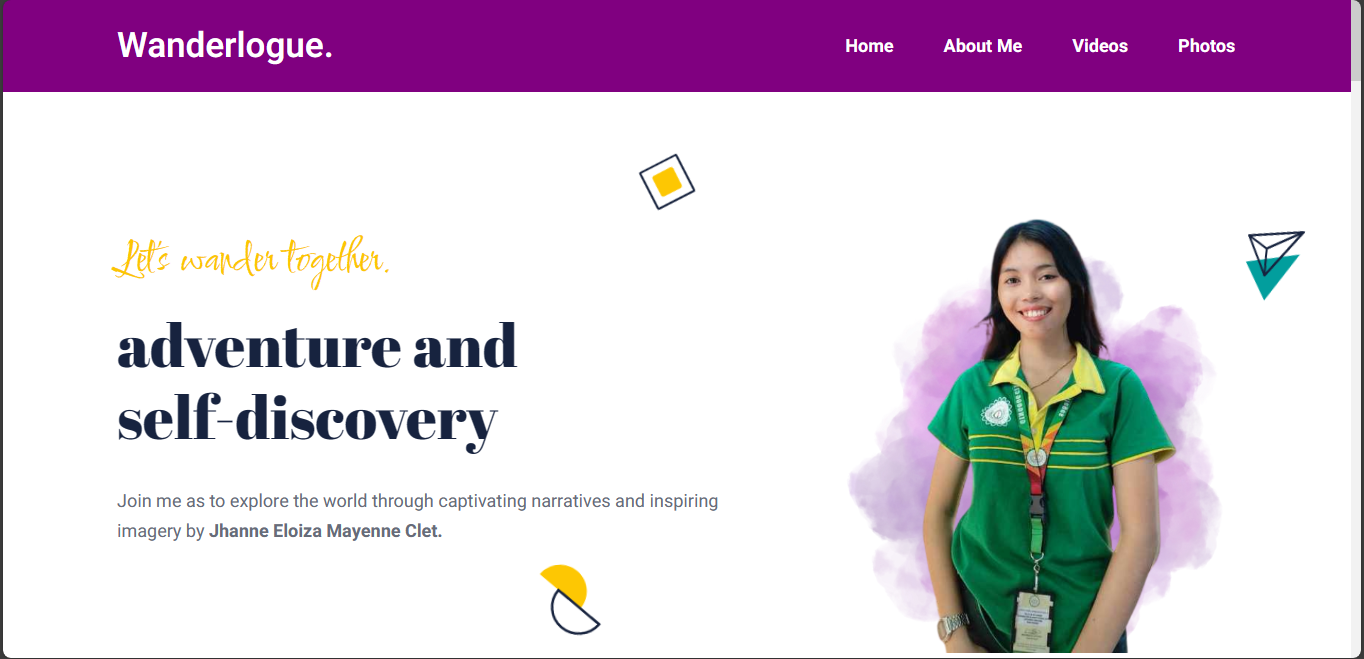 Wanderlogue.
Home About Me Videos Photos
Let's wander together.
adventure and
self-discovery
Join me as to explore the world through captivating narratives and inspiring
imagery by Jhanne Eloiza Mayenne Clet.